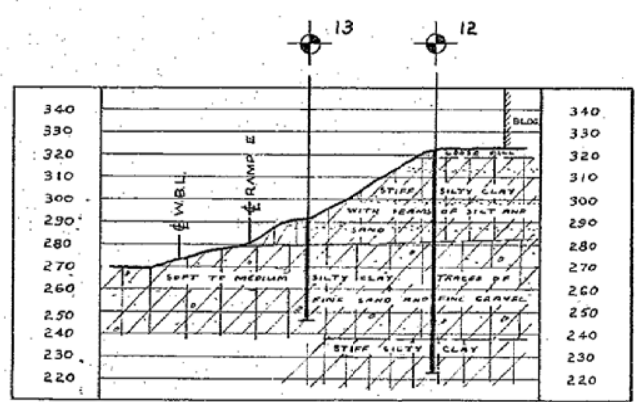 13 12
340 340
330 BLDG. 330
320 LOOSE FILL 320
310 STIFF SILTY CLAY 310
300 WITH SEAMS OF SILT AND 300
290 SAND 290
℄ W.B.L.
℄ RAMP E
280 280
270 SOFT TO MEDIUM SILTY CLAY TRACES OF 270
260 FINE SAND AND FINE GRAVEL 260
250 250
240 240
230 STIFF SILTY CLAY 230
220 220